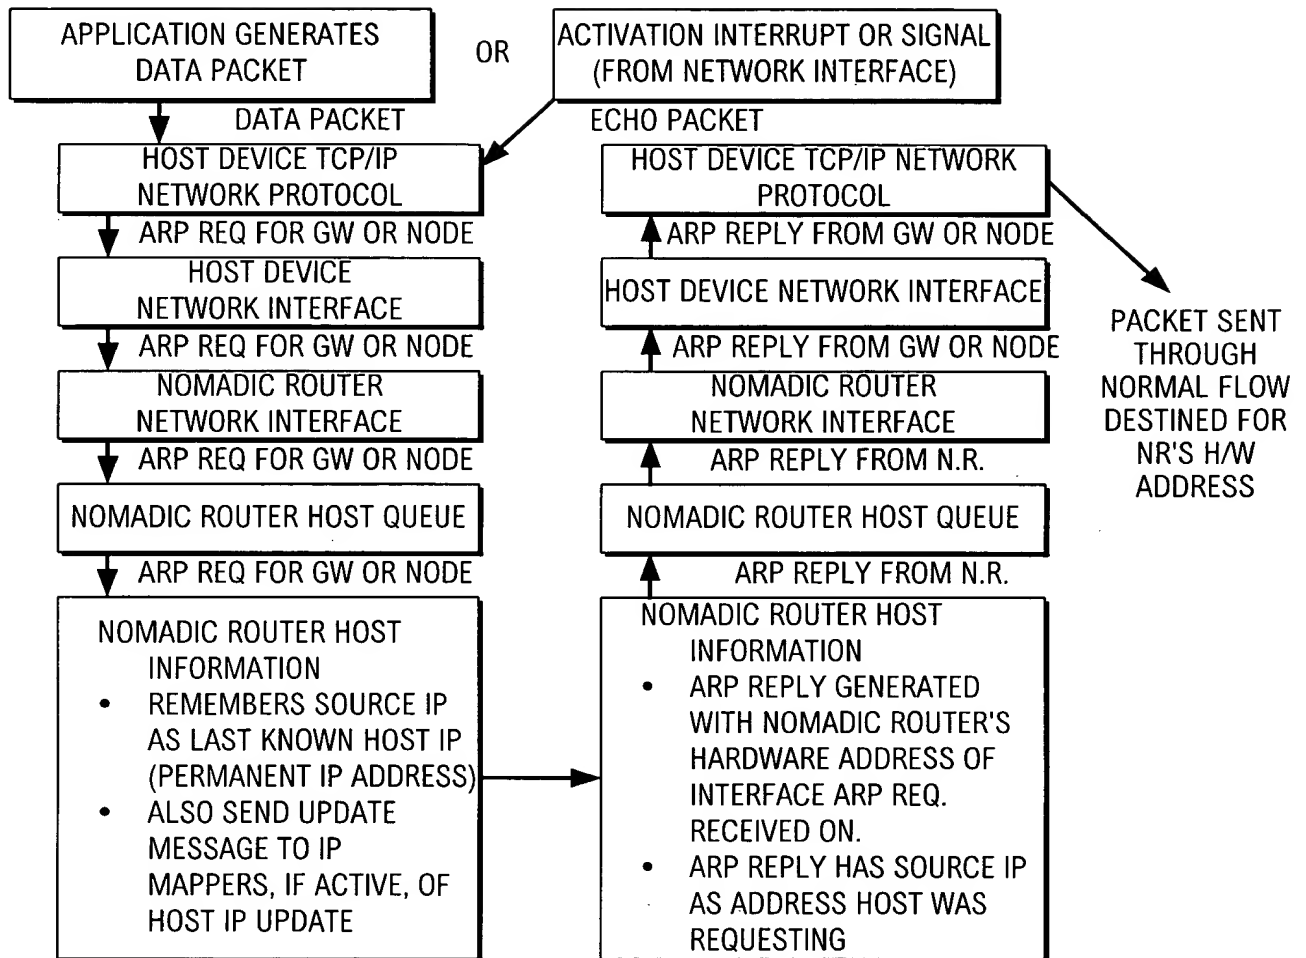 APPLICATION GENERATES
DATA PACKET
OR
ACTIVATION INTERRUPT OR SIGNAL
(FROM NETWORK INTERFACE)
DATA PACKET
ECHO PACKET
HOST DEVICE TCP/IP
NETWORK PROTOCOL
ARP REQ FOR GW OR NODE
HOST DEVICE
NETWORK INTERFACE
ARP REQ FOR GW OR NODE
NOMADIC ROUTER
NETWORK INTERFACE
ARP REQ FOR GW OR NODE
NOMADIC ROUTER HOST QUEUE
ARP REQ FOR GW OR NODE
NOMADIC ROUTER HOST
INFORMATION
• REMEMBERS SOURCE IP
AS LAST KNOWN HOST IP
(PERMANENT IP ADDRESS)
• ALSO SEND UPDATE
MESSAGE TO IP
MAPPERS, IF ACTIVE, OF
HOST IP UPDATE
HOST DEVICE TCP/IP NETWORK
PROTOCOL
ARP REPLY FROM GW OR NODE
HOST DEVICE NETWORK INTERFACE
ARP REPLY FROM GW OR NODE
NOMADIC ROUTER
NETWORK INTERFACE
ARP REPLY FROM N.R.
NOMADIC ROUTER HOST QUEUE
ARP REPLY FROM N.R.
NOMADIC ROUTER HOST
INFORMATION
• ARP REPLY GENERATED
WITH NOMADIC ROUTER'S
HARDWARE ADDRESS OF
INTERFACE ARP REQ.
RECEIVED ON.
• ARP REPLY HAS SOURCE IP
AS ADDRESS HOST WAS
REQUESTING
PACKET SENT
THROUGH
NORMAL FLOW
DESTINED FOR
NR'S H/W
ADDRESS